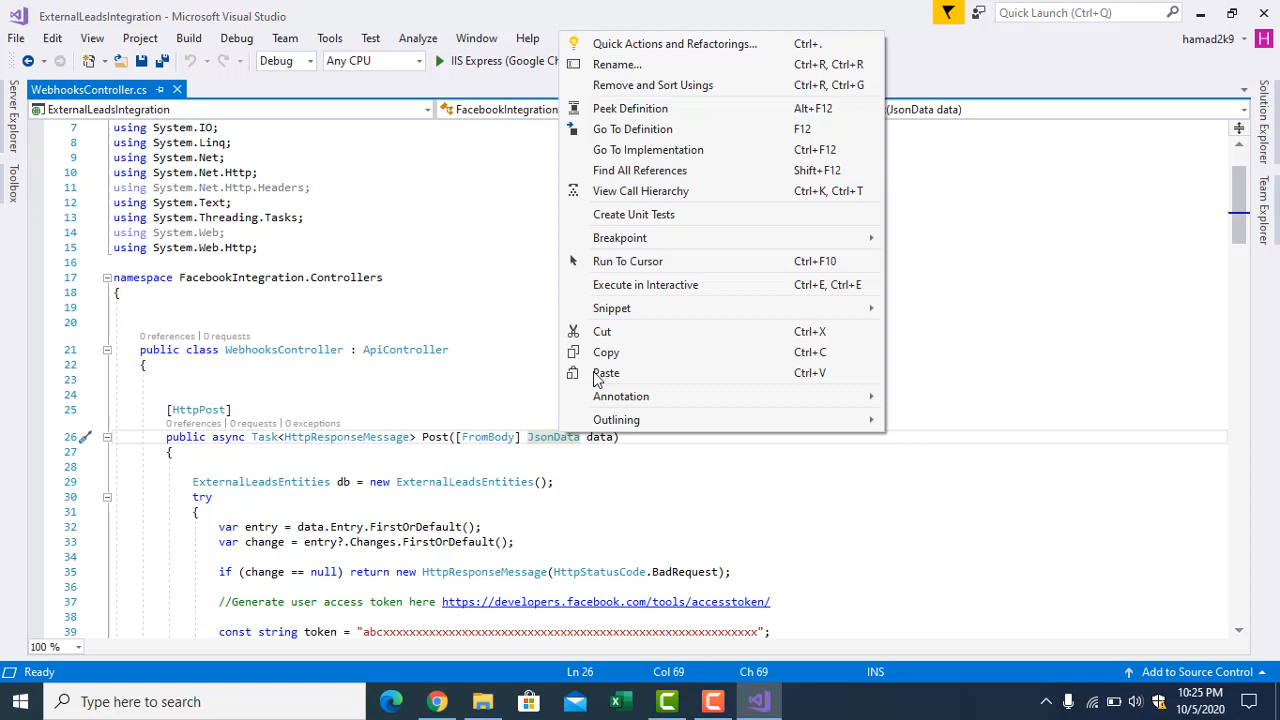 ExternalLeadsIntegration - Microsoft Visual Studio
Quick Launch (Ctrl+Q)
File Edit View Project Build Debug Team Tools Test Analyze Window Help
hamad2k9 H
Debug Any CPU IIS Express (Google Ch
WebhooksController.cs
ExternalLeadsIntegration
FacebookIntegration.
(JsonData data)
Server Explorer
Toolbox
Solution Explorer
Team Explorer
7 using System.IO;
8 using System.Linq;
9 using System.Net;
10 using System.Net.Http;
11 using System.Net.Http.Headers;
12 using System.Text;
13 using System.Threading.Tasks;
14 using System.Web;
15 using System.Web.Http;
16
17 namespace FacebookIntegration.Controllers
18 {
19
20
0 references | 0 requests
21 public class WebhooksController : ApiController
22 {
23
24
25 [HttpPost]
0 references | 0 requests | 0 exceptions
26 public async Task<HttpResponseMessage> Post([FromBody] JsonData data)
27 {
28
29 ExternalLeadsEntities db = new ExternalLeadsEntities();
30 try
31 {
32 var entry = data.Entry.FirstOrDefault();
33 var change = entry?.Changes.FirstOrDefault();
34
35 if (change == null) return new HttpResponseMessage(HttpStatusCode.BadRequest);
36
37 //Generate user access token here https://developers.facebook.com/tools/accesstoken/
38
39 const string token = "abcxxxxxxxxxxxxxxxxxxxxxxxxxxxxxxxxxxxxxxxxxxxxxxxxxxxxxxxxx";
Quick Actions and Refactorings... Ctrl+.
Rename... Ctrl+R, Ctrl+R
Remove and Sort Usings Ctrl+R, Ctrl+G
Peek Definition Alt+F12
Go To Definition F12
Go To Implementation Ctrl+F12
Find All References Shift+F12
View Call Hierarchy Ctrl+K, Ctrl+T
Create Unit Tests
Breakpoint
Run To Cursor Ctrl+F10
Execute in Interactive Ctrl+E, Ctrl+E
Snippet
Cut Ctrl+X
Copy Ctrl+C
Paste Ctrl+V
Annotation
Outlining
100 %
Ready Ln 26 Col 69 Ch 69 INS Add to Source Control
Type here to search
10:25 PM
10/5/2020